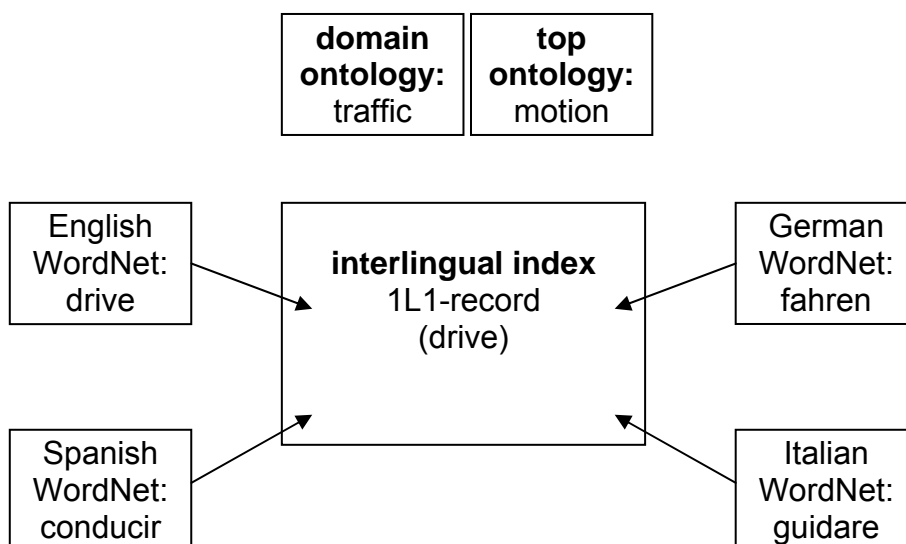 domain
ontology:
traffic
top
ontology:
motion
English
WordNet:
drive
interlingual index
1L1-record
(drive)
German
WordNet:
fahren
Spanish
WordNet:
conducir
Italian
WordNet:
guidare